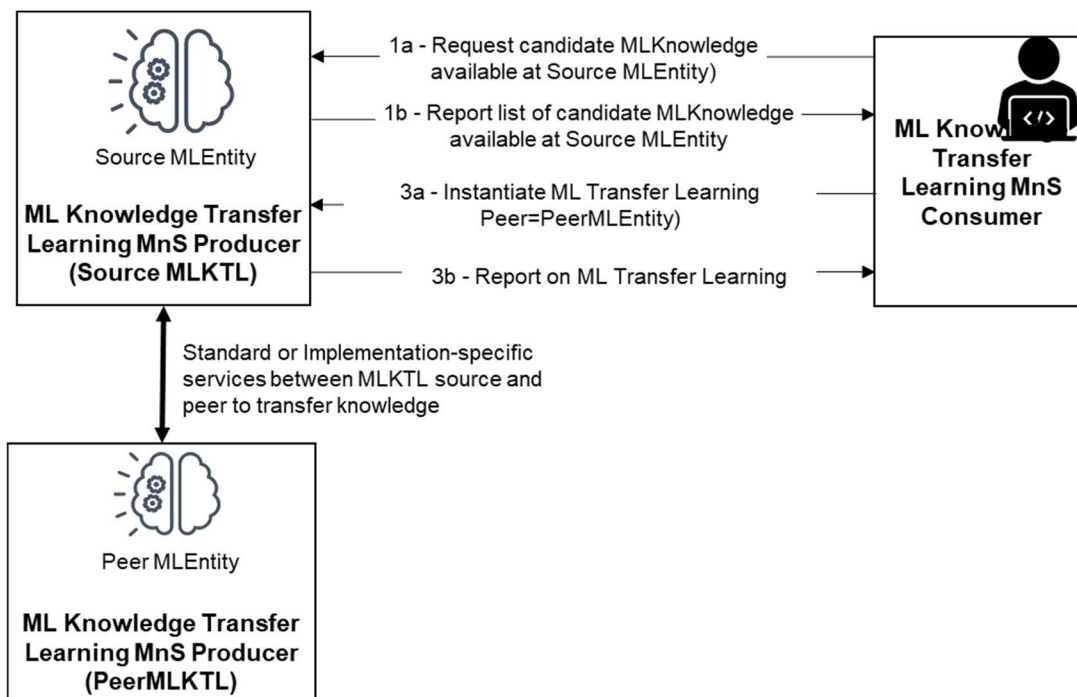 1a - Request candidate MLKnowledge
available at Source MLEntity)
1b - Report list of candidate MLKnowledge
available at Source MLEntity
3a - Instantiate ML Transfer Learning
Peer=PeerMLEntity)
3b - Report on ML Transfer Learning
Source MLEntity
ML Knowledge Transfer
Learning MnS Producer
(Source MLKTL)
</>
ML Know
Transfer
Learning MnS
Consumer
Standard or Implementation-specific
services between MLKTL source and
peer to transfer knowledge
Peer MLEntity
ML Knowledge Transfer
Learning MnS Producer
(PeerMLKTL)